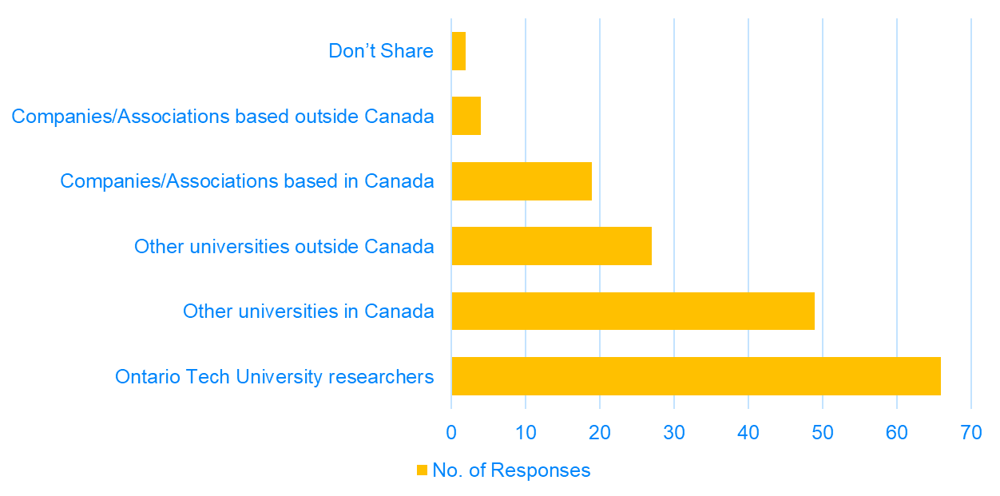 Don’t Share
Companies/Associations based outside Canada
Companies/Associations based in Canada
Other universities outside Canada
Other universities in Canada
Ontario Tech University researchers
0 10 20 30 40 50 60 70
No. of Responses